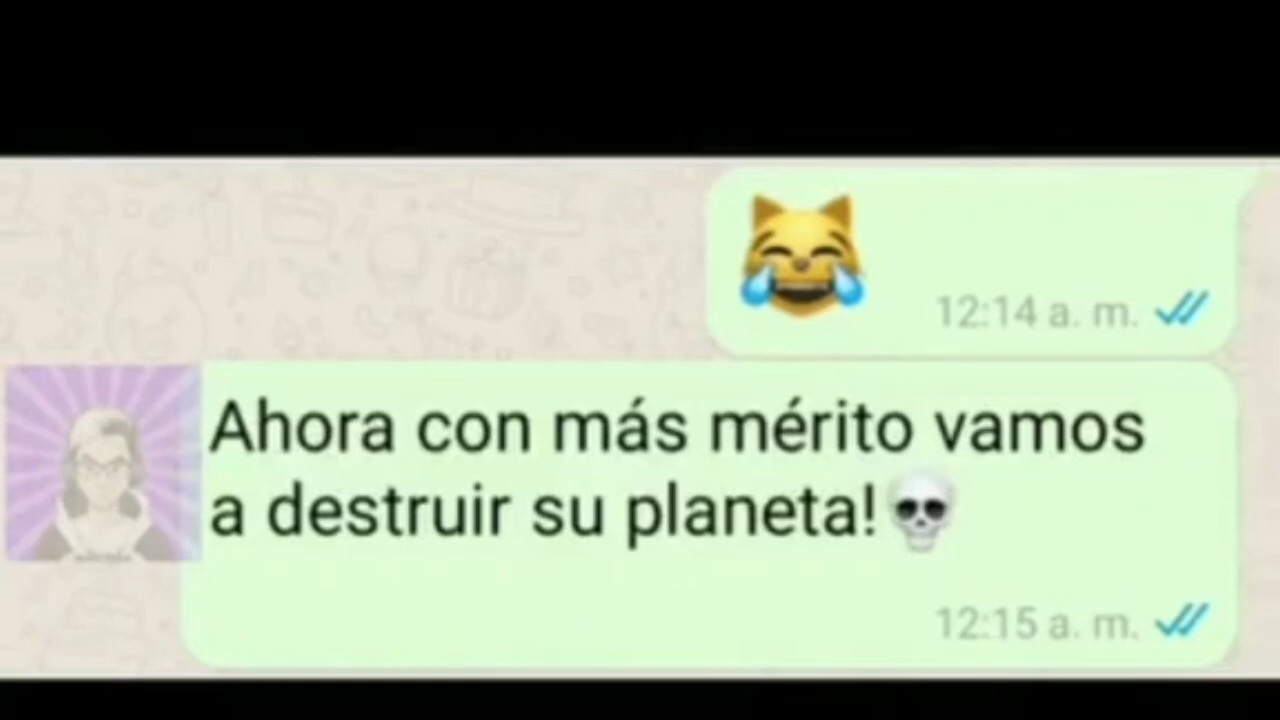 😹
12:14 a. m.
Ahora con más mérito vamos
a destruir su planeta!💀
12:15 a. m.